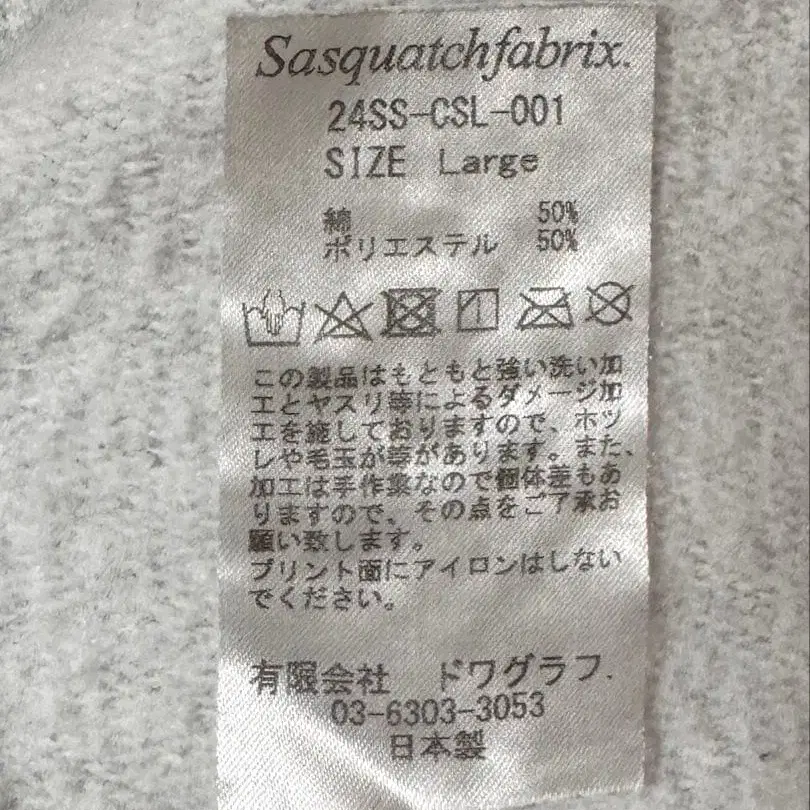 Sasquatchfabrix.
24SS-CSL-001
SIZE Large
綿 50%
ポリエステル 50%
この製品はもともと強い洗い加
工とヤスリ等によるダメージ加
工を施しておりますので、ホツ
レや毛玉が等があります。また、
加工は手作業なので個体差もあ
りますので、その点をご了承お
願い致します。
プリント面にアイロンはしない
でください。
有限会社 ドワグラフ.
03-6303-3053
日本製